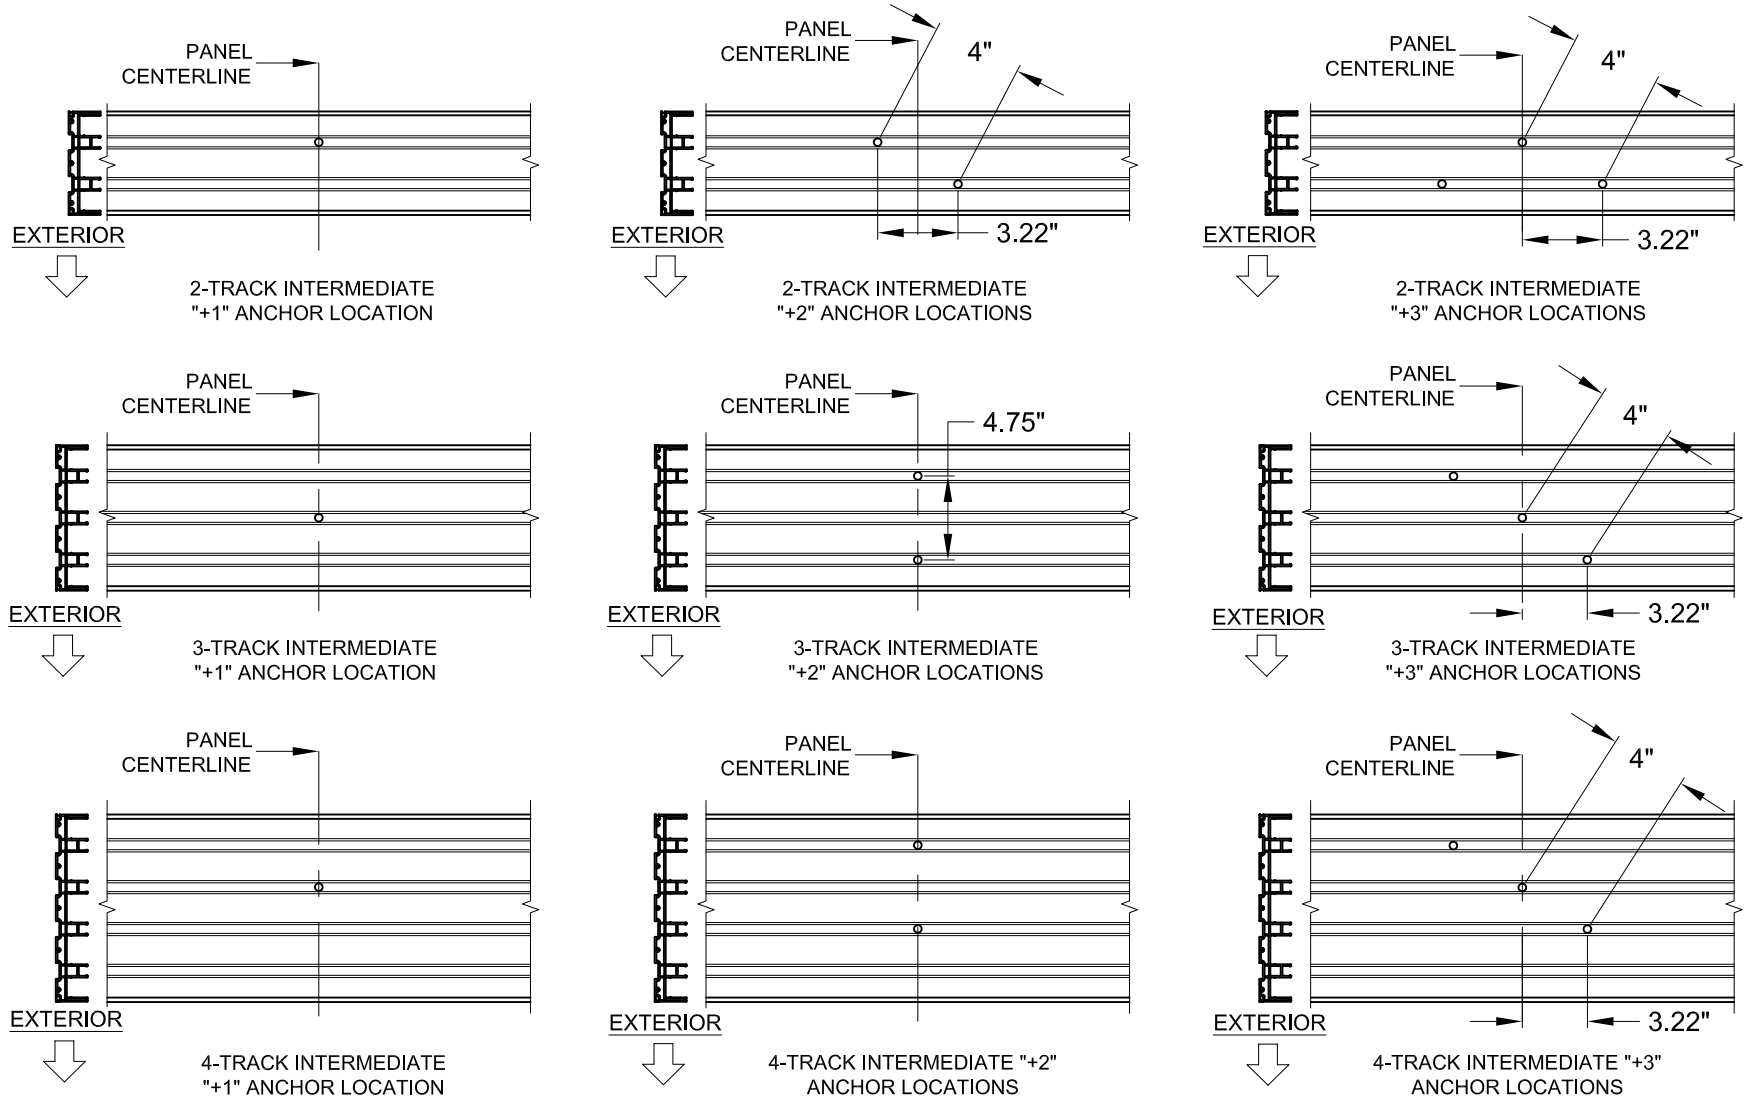 PANEL
CENTERLINE
EXTERIOR
2-TRACK INTERMEDIATE
"+1" ANCHOR LOCATION
PANEL
CENTERLINE
4"
3.22"
EXTERIOR
2-TRACK INTERMEDIATE
"+2" ANCHOR LOCATIONS
PANEL
CENTERLINE
4"
3.22"
EXTERIOR
2-TRACK INTERMEDIATE
"+3" ANCHOR LOCATIONS
PANEL
CENTERLINE
EXTERIOR
3-TRACK INTERMEDIATE
"+1" ANCHOR LOCATION
PANEL
CENTERLINE
4.75"
EXTERIOR
3-TRACK INTERMEDIATE
"+2" ANCHOR LOCATIONS
PANEL
CENTERLINE
4"
3.22"
EXTERIOR
3-TRACK INTERMEDIATE
"+3" ANCHOR LOCATIONS
PANEL
CENTERLINE
EXTERIOR
4-TRACK INTERMEDIATE
"+1" ANCHOR LOCATION
PANEL
CENTERLINE
EXTERIOR
4-TRACK INTERMEDIATE "+2"
ANCHOR LOCATIONS
PANEL
CENTERLINE
4"
3.22"
EXTERIOR
4-TRACK INTERMEDIATE "+3"
ANCHOR LOCATIONS